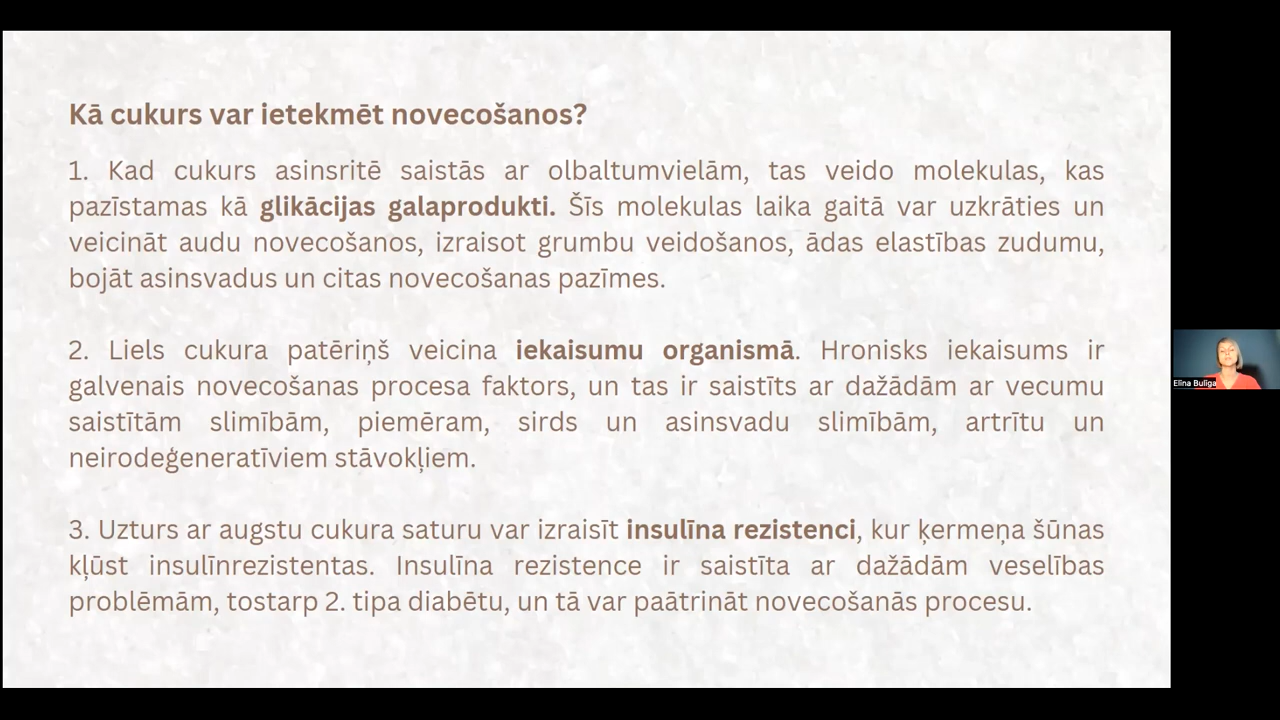 Kā cukurs var ietekmēt novecošanos?
1. Kad cukurs asinsritē saistās ar olbaltumvielām, tas veido molekulas, kas
pazīstamas kā glikācijas galaprodukti. Šīs molekulas laika gaitā var uzkrāties un
veicināt audu novecošanos, izraisot grumbu veidošanos, ādas elastības zudumu,
bojāt asinsvadus un citas novecošanas pazīmes.
2. Liels cukura patēriņš veicina iekaisumu organismā. Hronisks iekaisums ir
galvenais novecošanas procesa faktors, un tas ir saistīts ar dažādām ar vecumu
saistītām slimībām, piemēram, sirds un asinsvadu slimībām, artrītu un
neirodeģeneratīviem stāvokļiem.
3. Uzturs ar augstu cukura saturu var izraisīt insulīna rezistenci, kur ķermeņa šūnas
kļūst insulīnrezistentas. Insulīna rezistence ir saistīta ar dažādām veselības
problēmām, tostarp 2. tipa diabētu, un tā var paātrināt novecošanās procesu.
Elīna Buliga